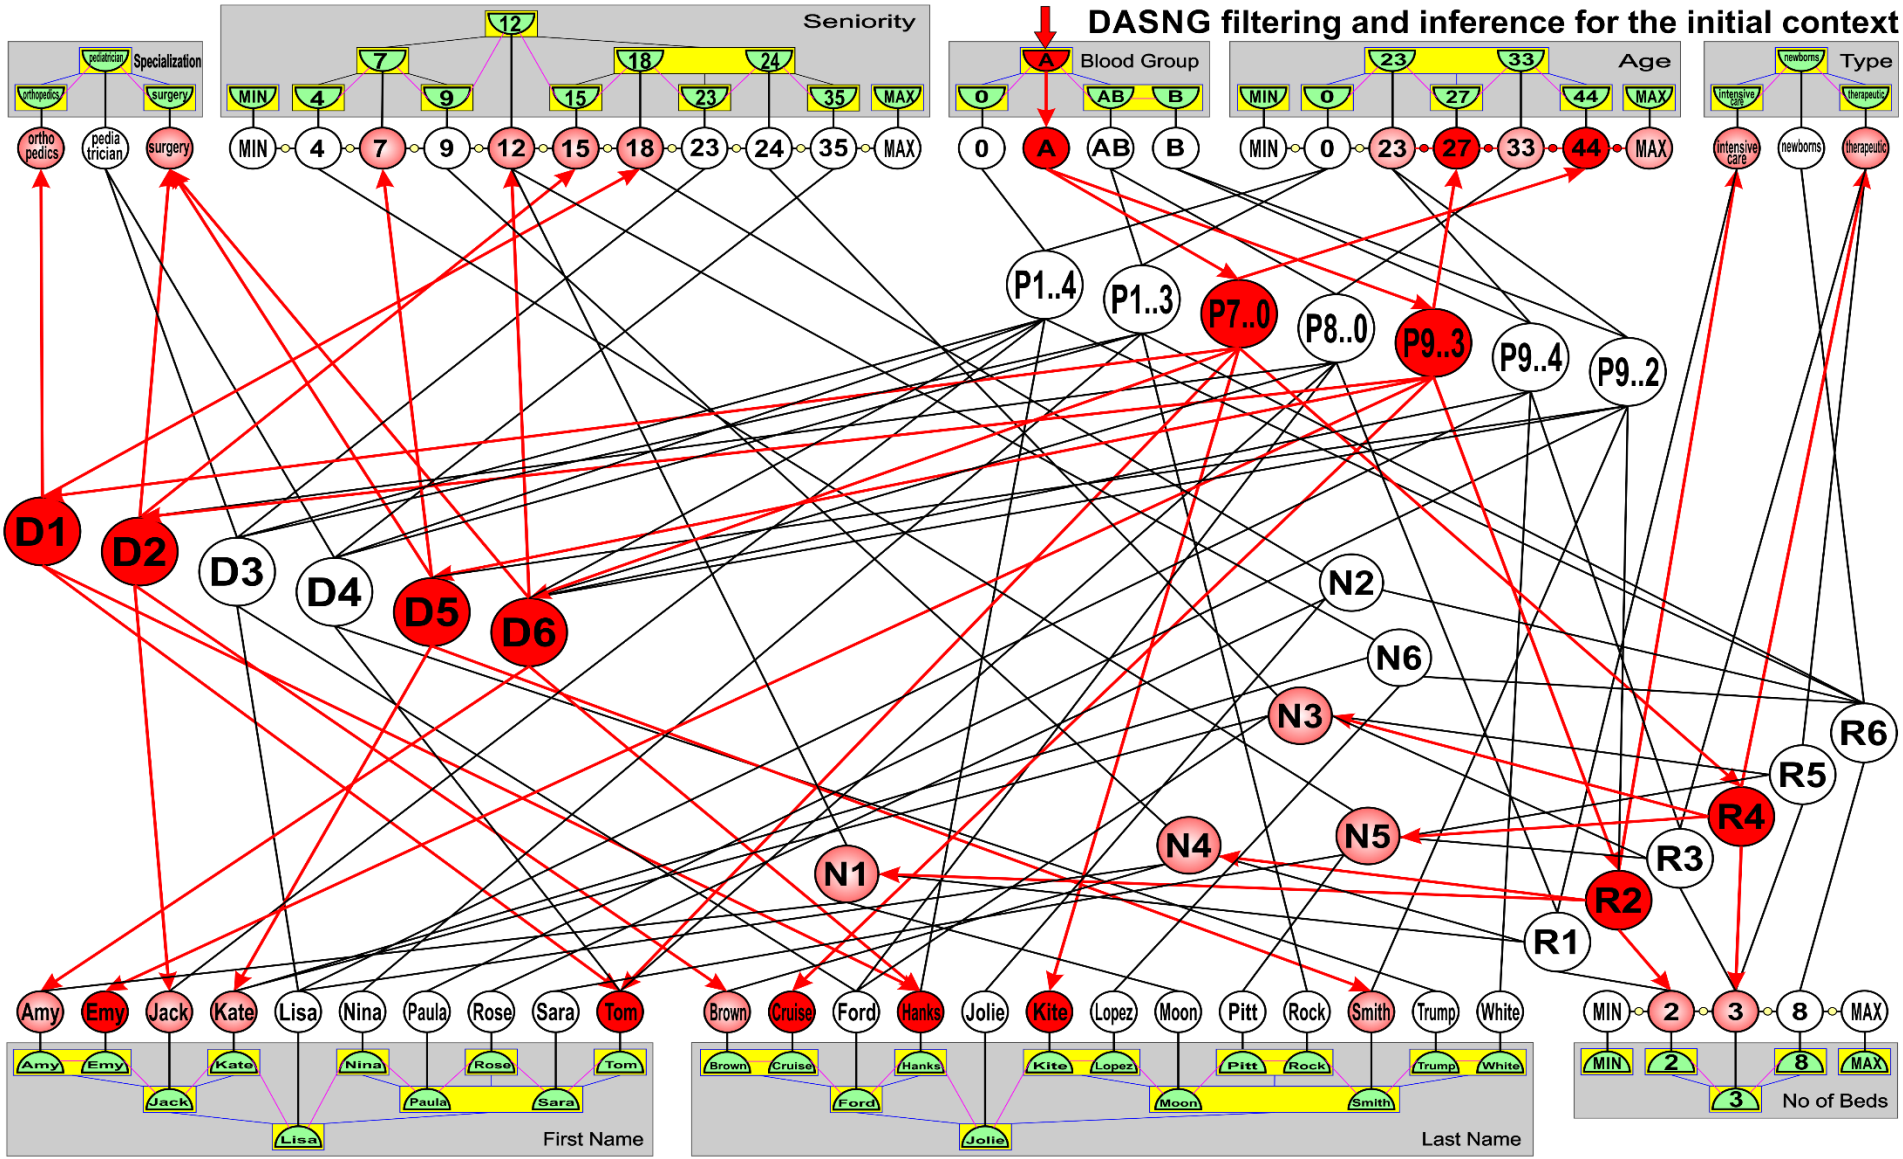 DASNG filtering and inference for the initial context
Specialization
pediatrician
orthopedics
surgery
Seniority
12
7
18
24
MIN
4
9
15
23
35
MAX
Blood Group
A
0
AB
B
Age
23
33
MIN
0
27
44
MAX
Type
newborns
intensive
care
therapeutic
ortho
pedics
pedia
trician
surgery
MIN
4
7
9
12
15
18
23
24
35
MAX
0
A
AB
B
MIN
0
23
27
33
44
MAX
intensive
care
newborns
therapeutic
P1..4
P1..3
P7..0
P8..0
P9..3
P9..4
P9..2
D1
D2
D3
D4
D5
D6
N2
N6
N3
N5
N4
N1
R6
R5
R4
R3
R2
R1
Amy
Emy
Jack
Kate
Lisa
Nina
Paula
Rose
Sara
Tom
Brown
Cruise
Ford
Hanks
Jolie
Kite
Lopez
Moon
Pitt
Rock
Smith
Trump
White
MIN
2
3
8
MAX
Amy
Emy
Kate
Nina
Rose
Tom
Jack
Paula
Sara
Lisa
First Name
Brown
Cruise
Hanks
Kite
Lopez
Pitt
Rock
Trump
White
Ford
Moon
Smith
Jolie
Last Name
MIN
2
8
MAX
3
No of Beds